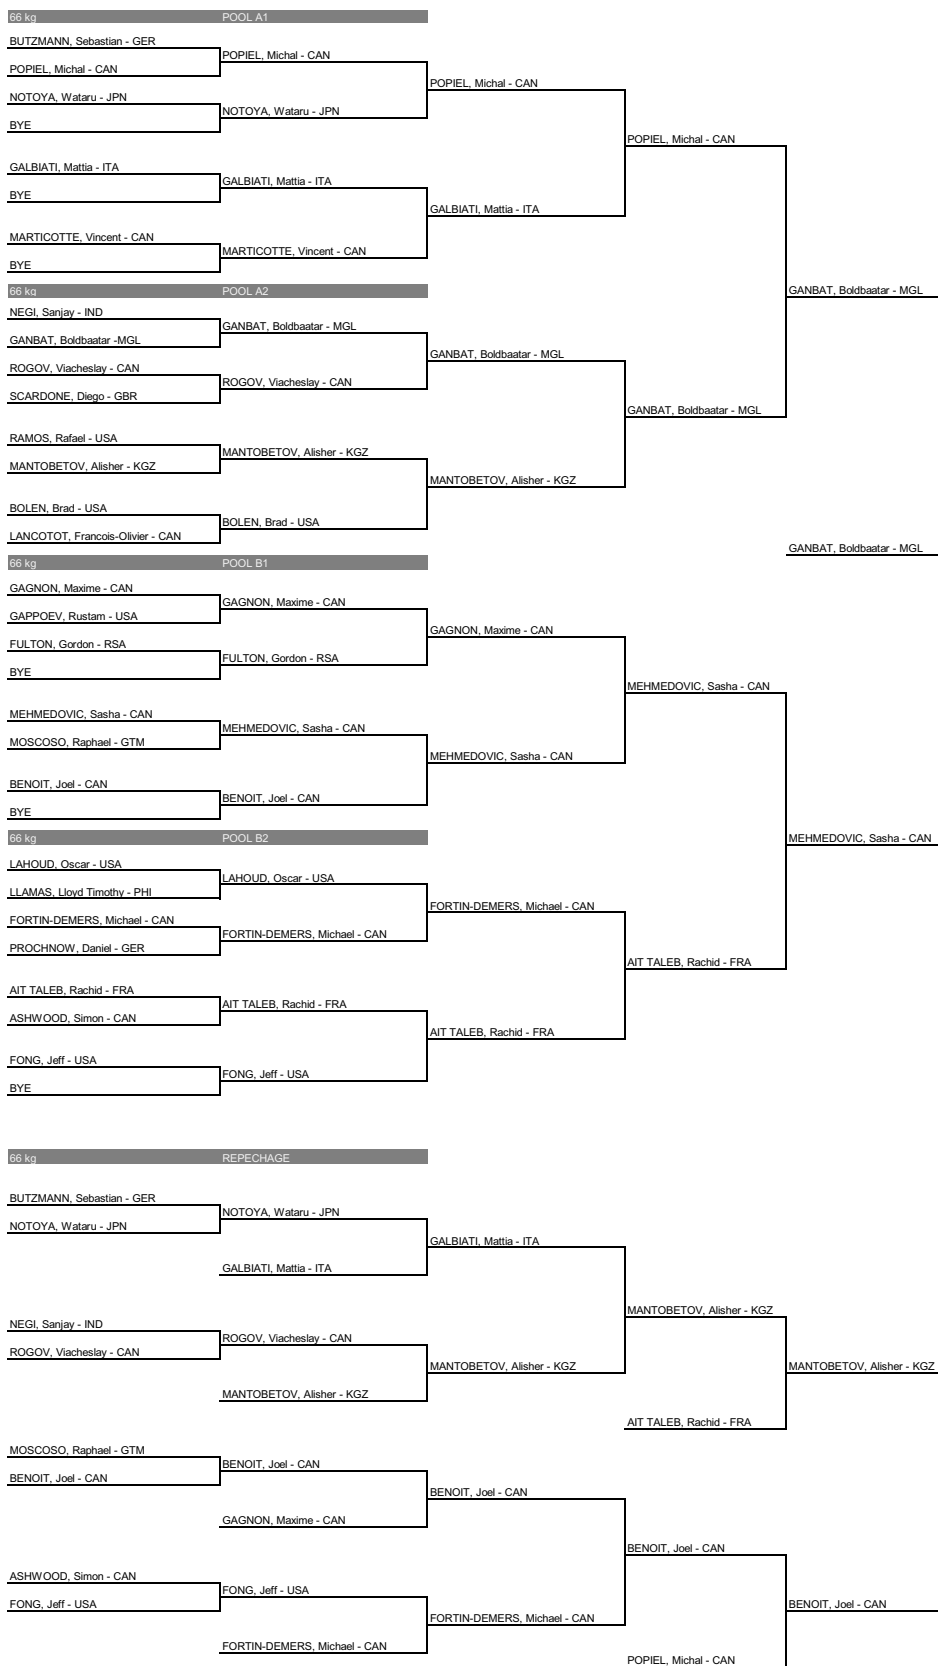 66 kg POOL A1
BUTZMANN, Sebastian - GER
POPIEL, Michal - CAN
POPIEL, Michal - CAN
POPIEL, Michal - CAN
NOTOYA, Wataru - JPN
NOTOYA, Wataru - JPN
BYE
POPIEL, Michal - CAN
GALBIATI, Mattia - ITA
GALBIATI, Mattia - ITA
BYE
GALBIATI, Mattia - ITA
MARTICOTTE, Vincent - CAN
MARTICOTTE, Vincent - CAN
BYE
66 kg POOL A2
GANBAT, Boldbaatar - MGL
NEGI, Sanjay - IND
GANBAT, Boldbaatar - MGL
GANBAT, Boldbaatar -MGL
GANBAT, Boldbaatar - MGL
ROGOV, Viacheslay - CAN
ROGOV, Viacheslay - CAN
SCARDONE, Diego - GBR
GANBAT, Boldbaatar - MGL
RAMOS, Rafael - USA
MANTOBETOV, Alisher - KGZ
MANTOBETOV, Alisher - KGZ
MANTOBETOV, Alisher - KGZ
BOLEN, Brad - USA
BOLEN, Brad - USA
LANCOTOT, Francois-Olivier - CAN
GANBAT, Boldbaatar - MGL
66 kg POOL B1
GAGNON, Maxime - CAN
GAGNON, Maxime - CAN
GAPPOEV, Rustam - USA
GAGNON, Maxime - CAN
FULTON, Gordon - RSA
FULTON, Gordon - RSA
BYE
MEHMEDOVIC, Sasha - CAN
MEHMEDOVIC, Sasha - CAN
MEHMEDOVIC, Sasha - CAN
MOSCOSO, Raphael - GTM
MEHMEDOVIC, Sasha - CAN
BENOIT, Joel - CAN
BENOIT, Joel - CAN
BYE
66 kg POOL B2
MEHMEDOVIC, Sasha - CAN
LAHOUD, Oscar - USA
LAHOUD, Oscar - USA
LLAMAS, Lloyd Timothy - PHI
FORTIN-DEMERS, Michael - CAN
FORTIN-DEMERS, Michael - CAN
FORTIN-DEMERS, Michael - CAN
PROCHNOW, Daniel - GER
AIT TALEB, Rachid - FRA
AIT TALEB, Rachid - FRA
AIT TALEB, Rachid - FRA
ASHWOOD, Simon - CAN
AIT TALEB, Rachid - FRA
FONG, Jeff - USA
FONG, Jeff - USA
BYE
66 kg REPECHAGE
BUTZMANN, Sebastian - GER
NOTOYA, Wataru - JPN
NOTOYA, Wataru - JPN
GALBIATI, Mattia - ITA
GALBIATI, Mattia - ITA
MANTOBETOV, Alisher - KGZ
NEGI, Sanjay - IND
ROGOV, Viacheslay - CAN
ROGOV, Viacheslay - CAN
MANTOBETOV, Alisher - KGZ
MANTOBETOV, Alisher - KGZ
MANTOBETOV, Alisher - KGZ
AIT TALEB, Rachid - FRA
MOSCOSO, Raphael - GTM
BENOIT, Joel - CAN
BENOIT, Joel - CAN
BENOIT, Joel - CAN
GAGNON, Maxime - CAN
BENOIT, Joel - CAN
ASHWOOD, Simon - CAN
FONG, Jeff - USA
FONG, Jeff - USA
BENOIT, Joel - CAN
FORTIN-DEMERS, Michael - CAN
FORTIN-DEMERS, Michael - CAN
POPIEL, Michal - CAN